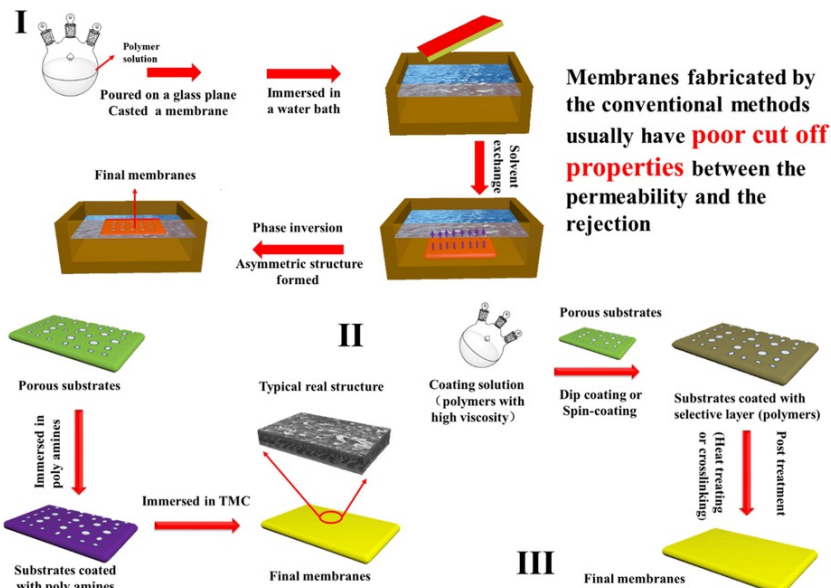 I
Polymer
solution
Poured on a glass plane
Casted a membrane
Immersed in
a water bath
Solvent
exchange
Membranes fabricated by
the conventional methods
usually have poor cut off
properties between the
permeability and the
rejection
Final membranes
Phase inversion
Asymmetric structure
formed
II
Porous substrates
Immersed in
poly amines
Substrates coated
with poly amines
Immersed in TMC
Typical real structure
Final membranes
Coating solution
(polymers with
high viscosity)
Porous substrates
Dip coating or
Spin-coating
Substrates coated with
selective layer (polymers)
Post treatment
(Heat treating
or crosslinking)
III
Final membranes